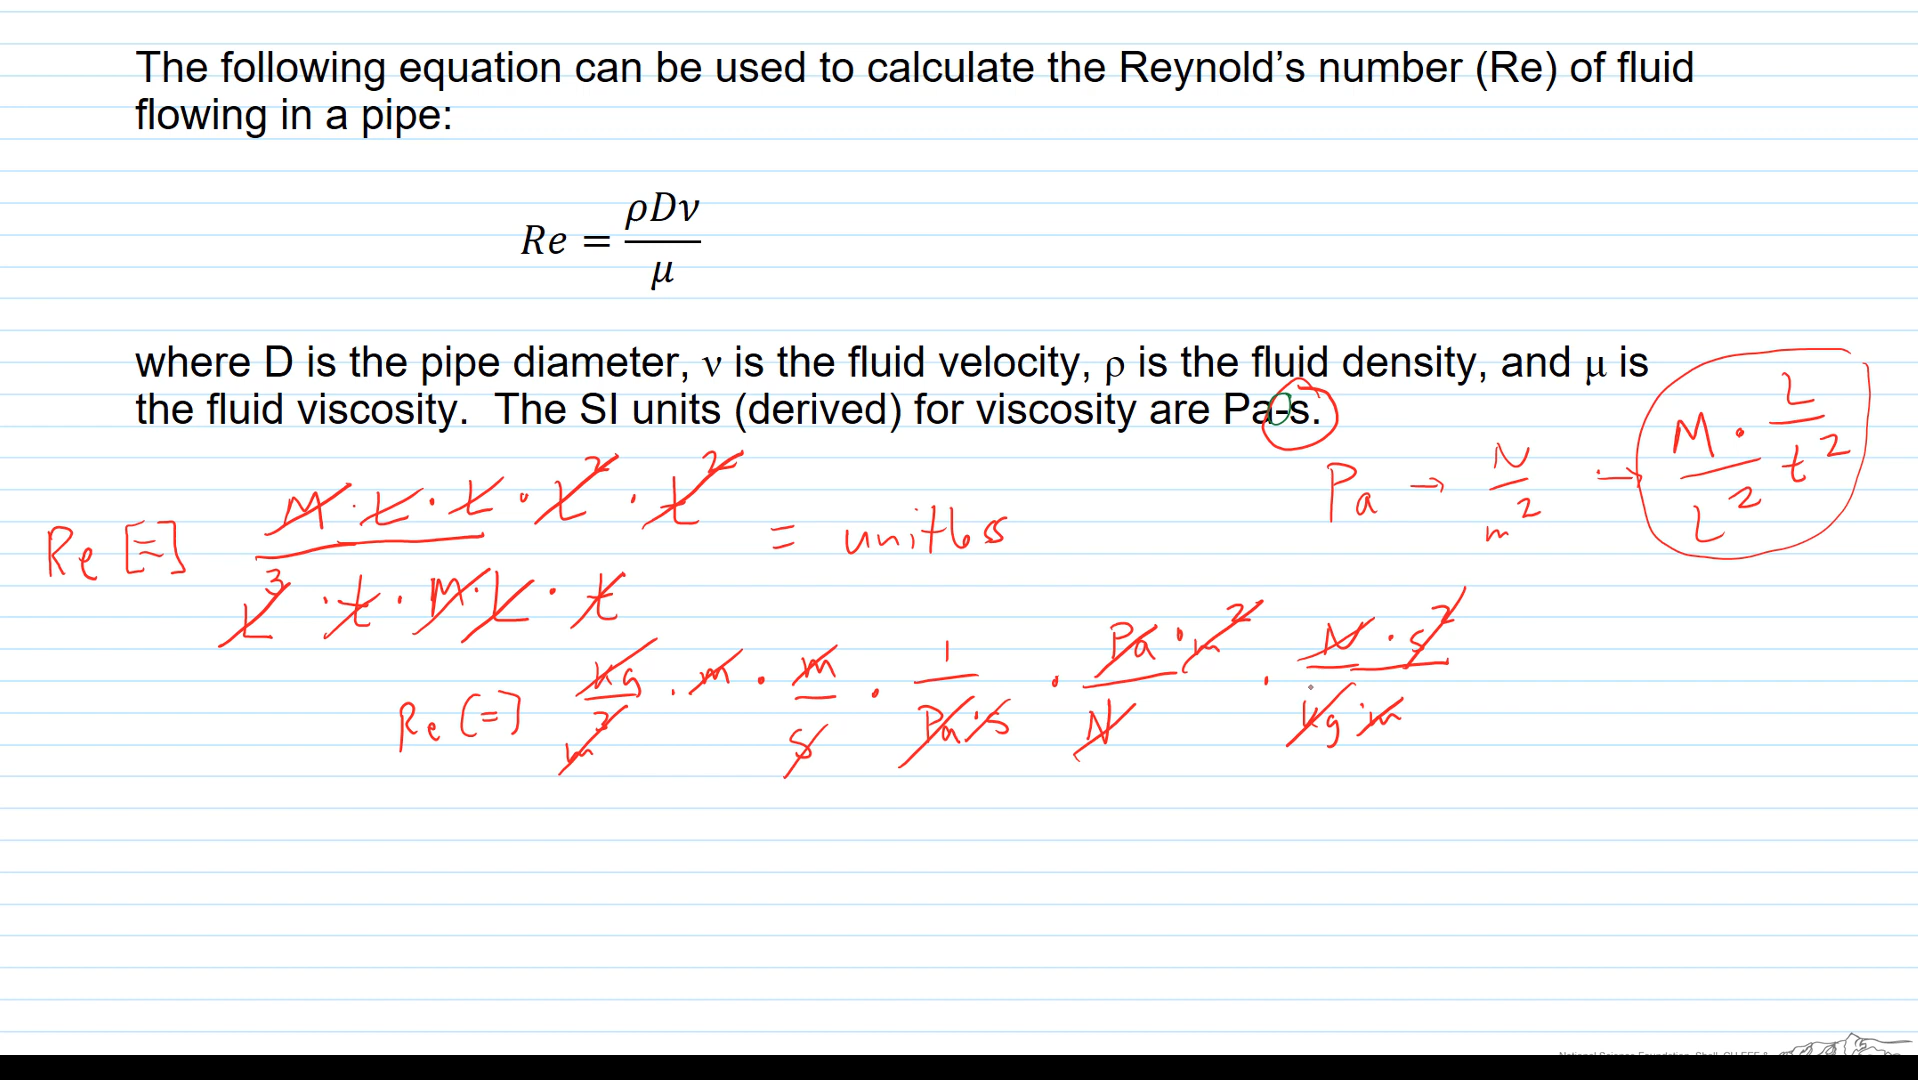 The following equation can be used to calculate the Reynold's number (Re) of fluid
flowing in a pipe:
Re = ρDν / μ
where D is the pipe diameter, ν is the fluid velocity, ρ is the fluid density, and μ is
the fluid viscosity. The SI units (derived) for viscosity are Pa-s.
Pa → N / m² → M / L² · L / t²
Re [=] M · L · L · L² · t² / L³ · t · M · L · t = unitless
Re [=] kg / m³ · m · m / s · 1 / Pa · s · Pa · m² / N · N · s² / kg · m